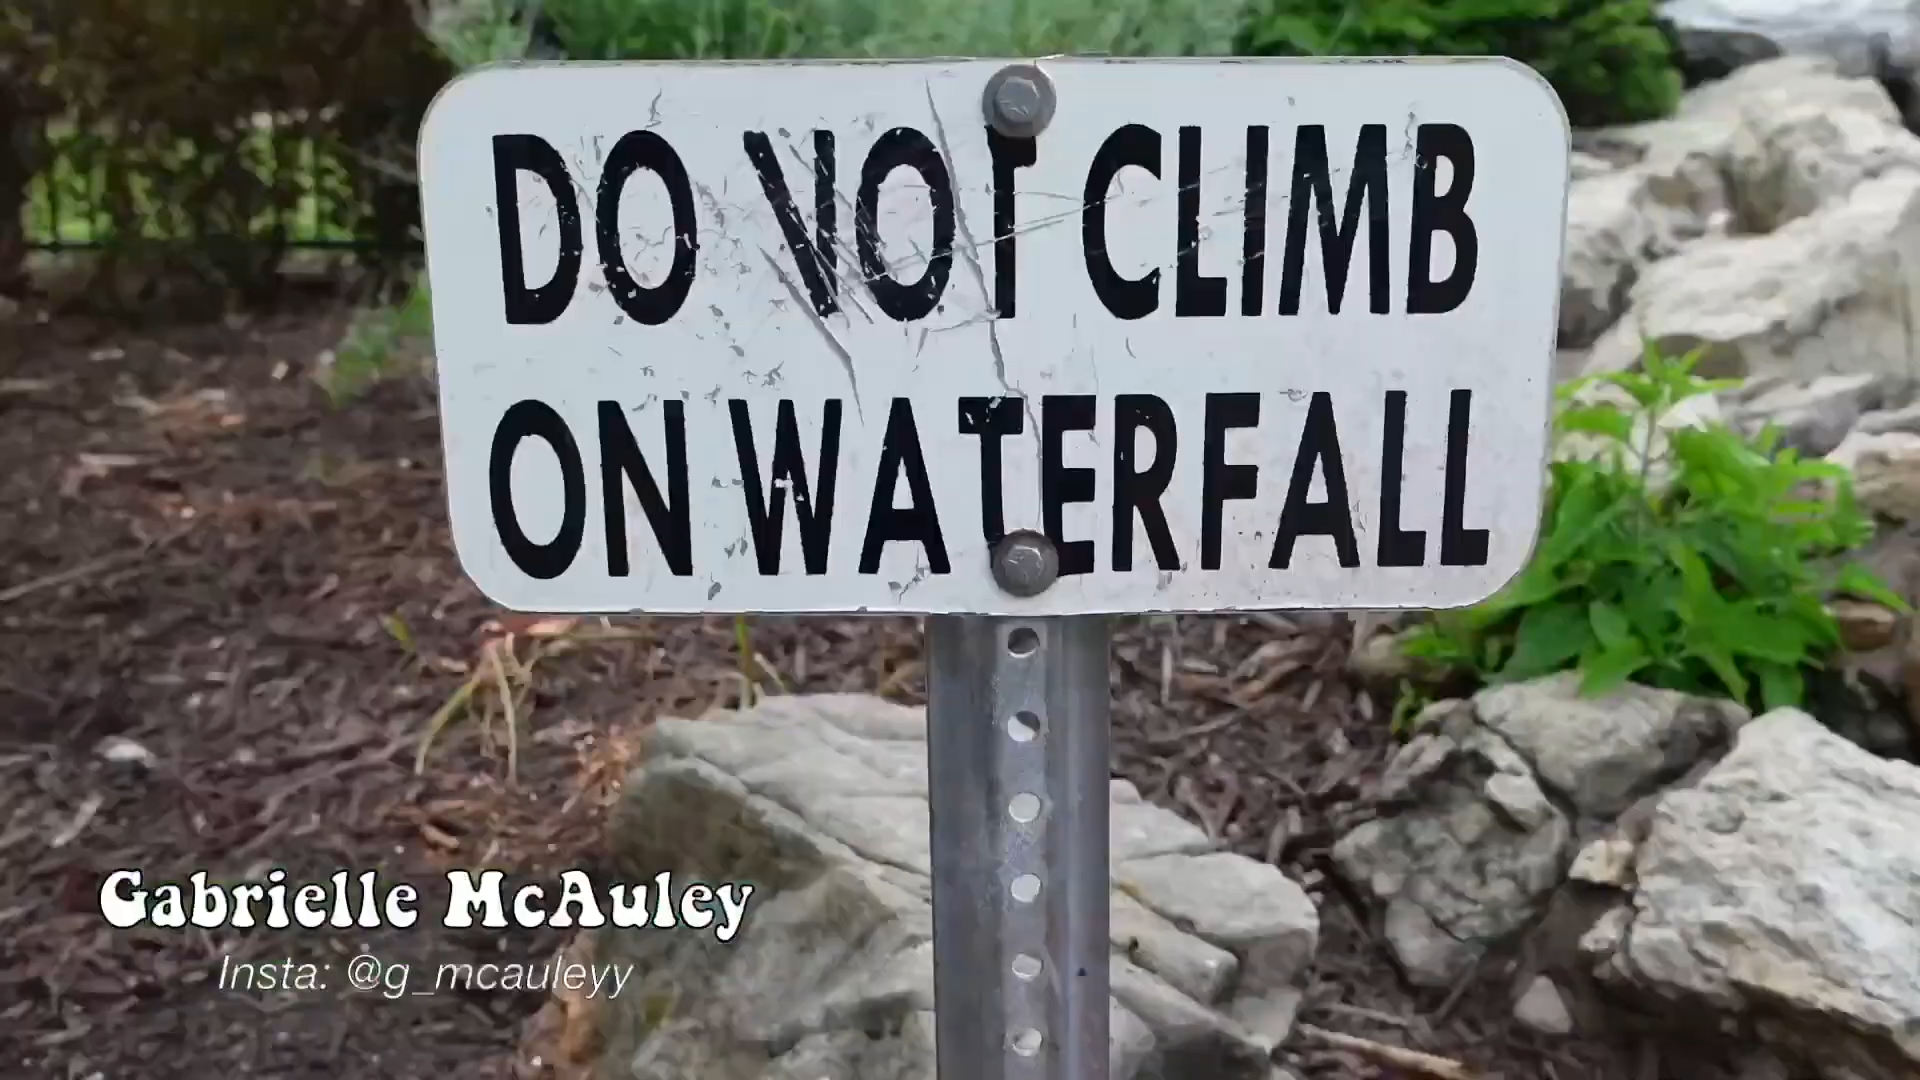 DO NOT CLIMB
ON WATERFALL
Gabrielle McAuley
Insta: @g_mcauleyy